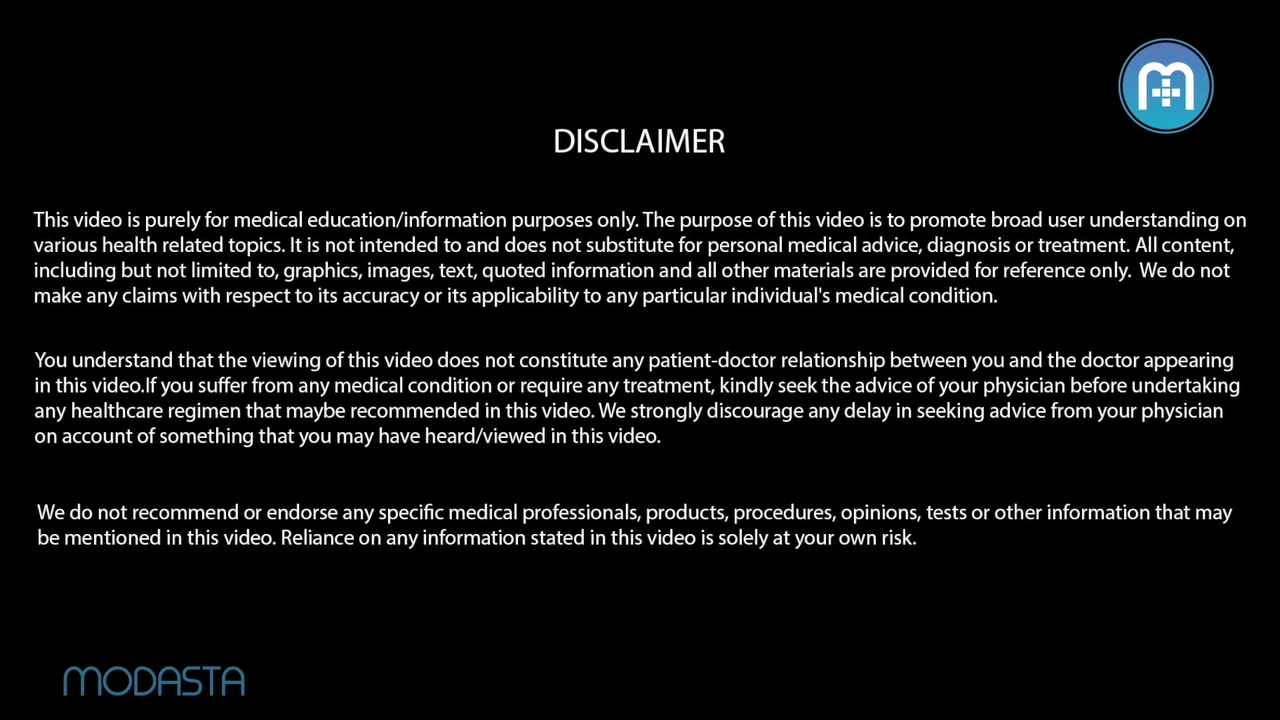 DISCLAIMER
This video is purely for medical education/information purposes only. The purpose of this video is to promote broad user understanding on
various health related topics. It is not intended to and does not substitute for personal medical advice, diagnosis or treatment. All content,
including but not limited to, graphics, images, text, quoted information and all other materials are provided for reference only.  We do not
make any claims with respect to its accuracy or its applicability to any particular individual's medical condition.
You understand that the viewing of this video does not constitute any patient-doctor relationship between you and the doctor appearing
in this video.If you suffer from any medical condition or require any treatment, kindly seek the advice of your physician before undertaking
any healthcare regimen that maybe recommended in this video. We strongly discourage any delay in seeking advice from your physician
on account of something that you may have heard/viewed in this video.
We do not recommend or endorse any specific medical professionals, products, procedures, opinions, tests or other information that may
be mentioned in this video. Reliance on any information stated in this video is solely at your own risk.
MODASTA